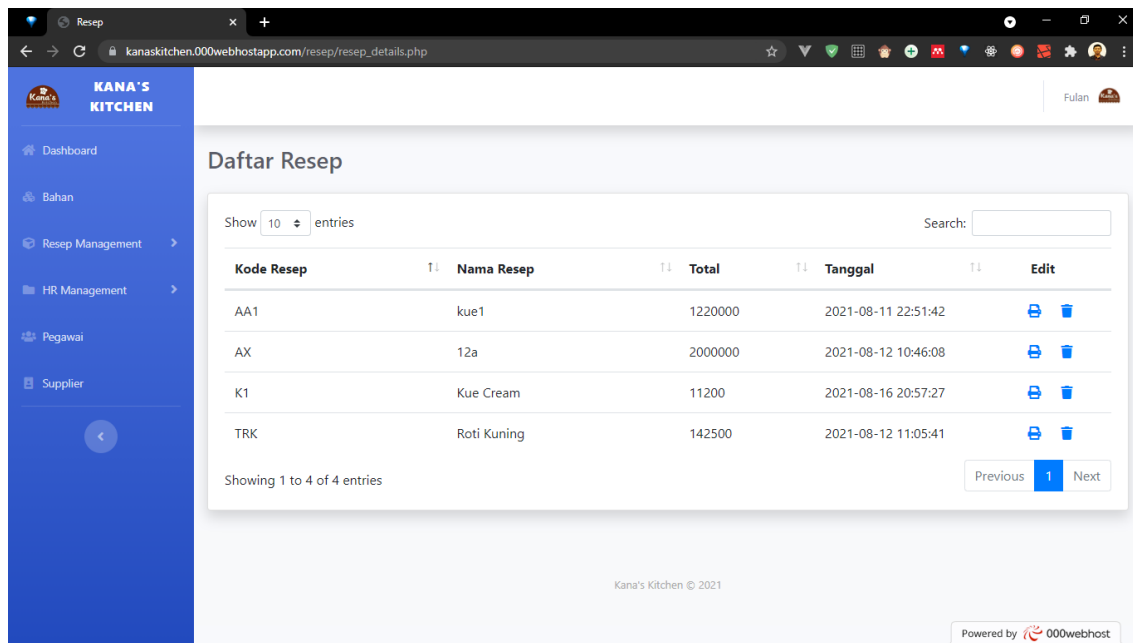 Resep
kanaskitchen.000webhostapp.com/resep/resep_details.php
Kana's
KANA'S
KITCHEN
Fulan
Dashboard
Bahan
Resep Management
HR Management
Pegawai
Supplier
Daftar Resep
Show 10 entries Search:
Kode Resep Nama Resep Total Tanggal Edit
AA1 kue1 1220000 2021-08-11 22:51:42
AX 12a 2000000 2021-08-12 10:46:08
K1 Kue Cream 11200 2021-08-16 20:57:27
TRK Roti Kuning 142500 2021-08-12 11:05:41
Showing 1 to 4 of 4 entries Previous 1 Next
Kana's Kitchen © 2021
Powered by 000webhost